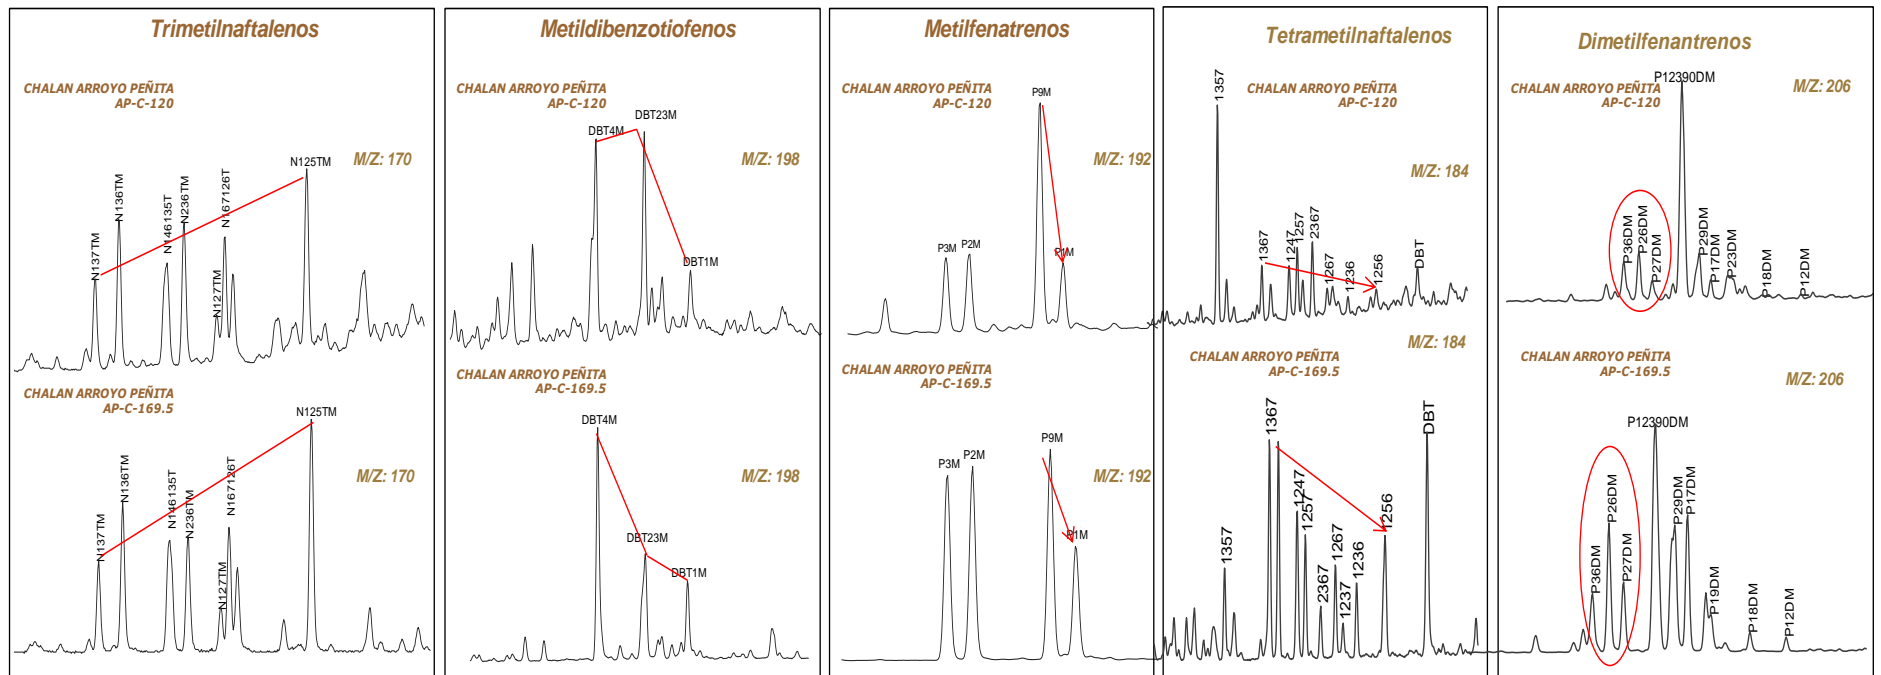 Trimetilnaftalenos
CHALAN ARROYO PEÑITA
AP-C-120
M/Z: 170
N137TM
N136TM
N146135T
N236TM
N127TM
N167126T
N125TM
CHALAN ARROYO PEÑITA
AP-C-169.5
M/Z: 170
N137TM
N136TM
N146135T
N236TM
N127TM
N167126T
N125TM
Metildibenzotiofenos
CHALAN ARROYO PEÑITA
AP-C-120
M/Z: 198
DBT4M
DBT23M
DBT1M
CHALAN ARROYO PEÑITA
AP-C-169.5
M/Z: 198
DBT4M
DBT23M
DBT1M
Metilfenatrenos
CHALAN ARROYO PEÑITA
AP-C-120
M/Z: 192
P3M
P2M
P9M
P1M
CHALAN ARROYO PEÑITA
AP-C-169.5
M/Z: 192
P3M
P2M
P9M
P1M
Tetrametilnaftalenos
CHALAN ARROYO PEÑITA
AP-C-120
M/Z: 184
1357
1367
1247
1257
2367
1267
1236
1256
DBT
M/Z: 184
CHALAN ARROYO PEÑITA
AP-C-169.5
1357
1367
1247
1257
2367
1267
1237
1236
1256
DBT
Dimetilfenantrenos
CHALAN ARROYO PEÑITA
AP-C-120
M/Z: 206
P36DM
P26DM
P27DM
P12390DM
P29DM
P17DM
P23DM
P18DM
P12DM
CHALAN ARROYO PEÑITA
AP-C-169.5
M/Z: 206
P36DM
P26DM
P27DM
P12390DM
P29DM
P17DM
P19DM
P18DM
P12DM